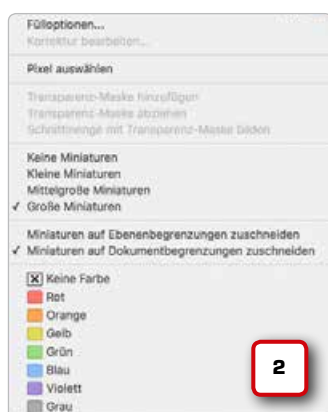 Fülloptionen...
Korrektur bearbeiten...
Pixel auswählen
Transparenz-Maske hinzufügen
Transparenz-Maske abziehen
Schnittmenge mit Transparenz-Maske bilden
Keine Miniaturen
Kleine Miniaturen
Mittelgroße Miniaturen
✓ Große Miniaturen
Miniaturen auf Ebenenbegrenzungen zuschneiden
✓ Miniaturen auf Dokumentbegrenzungen zuschneiden
Keine Farbe
Rot
Orange
Gelb
Grün
Blau
Violett
Grau
2